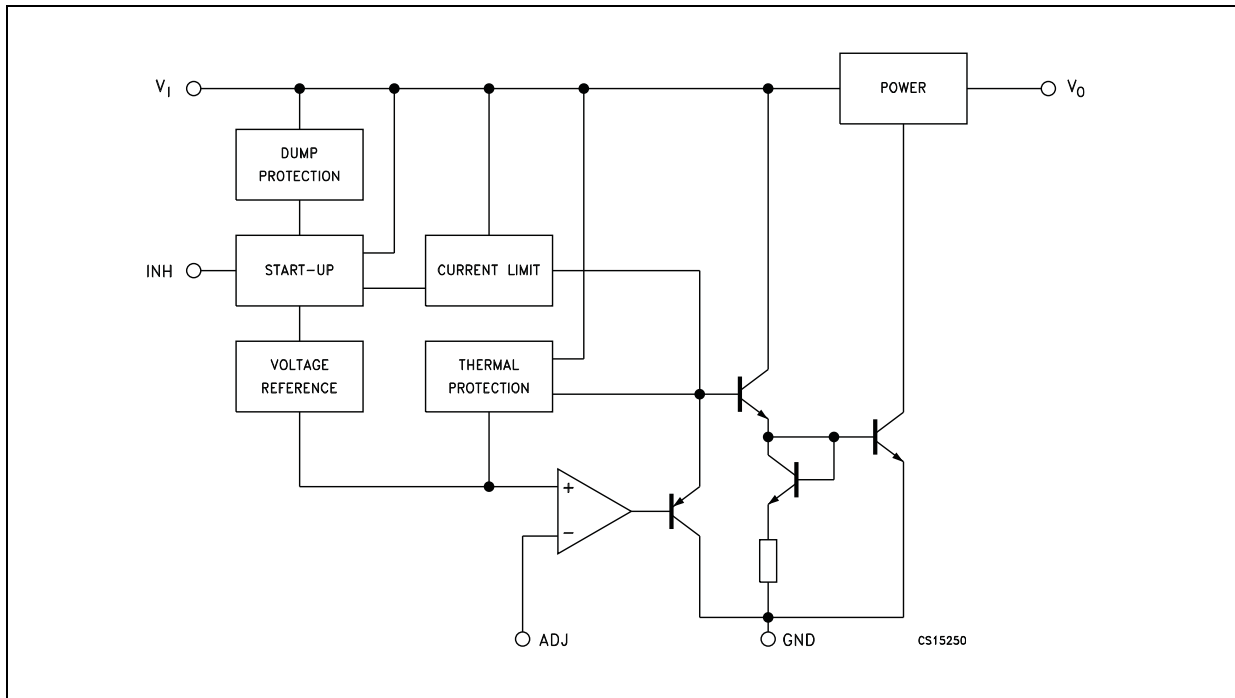 V_I
POWER
V_O
DUMP
PROTECTION
INH
START-UP
CURRENT LIMIT
VOLTAGE
REFERENCE
THERMAL
PROTECTION
+
−
ADJ
GND
CS15250